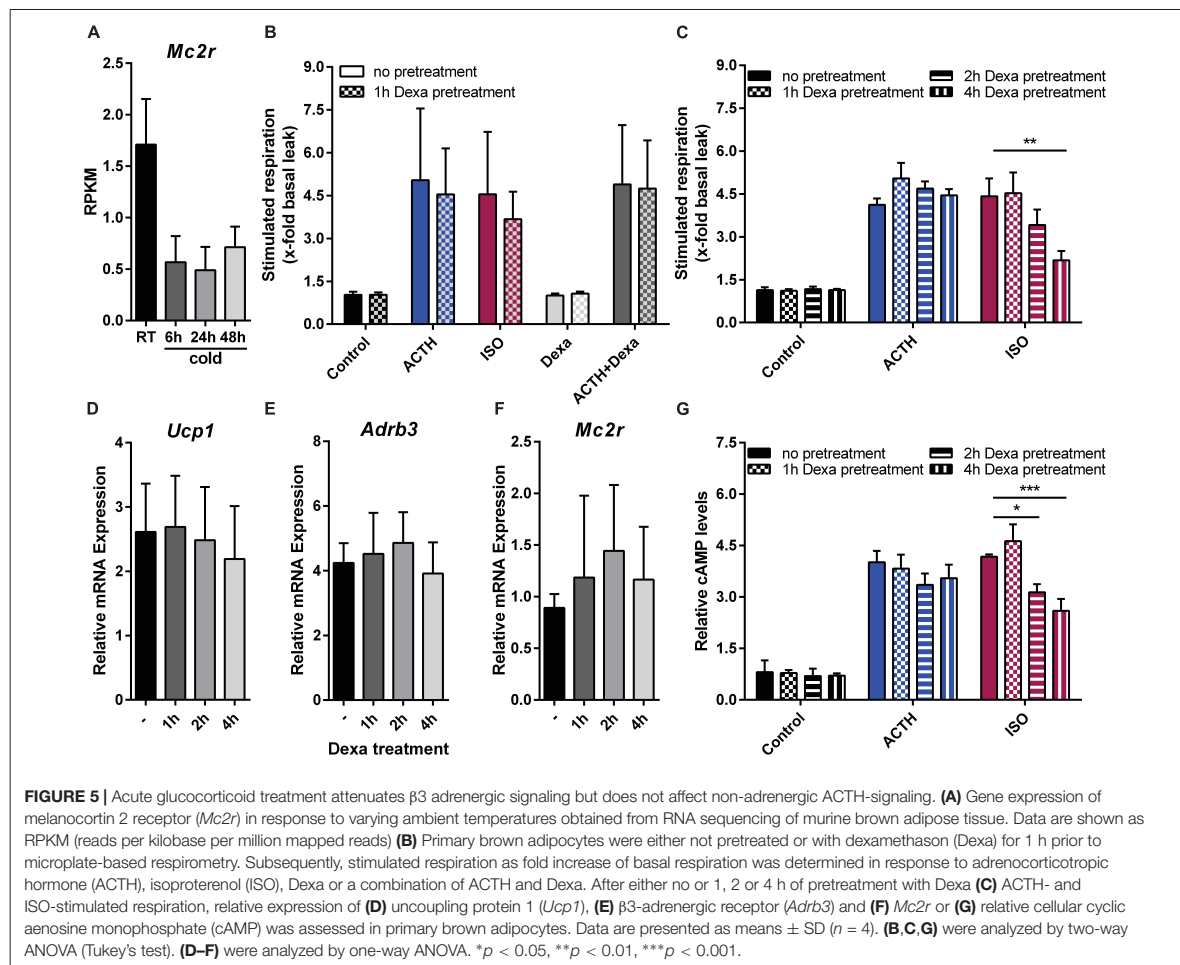 A
Mc2r
RPKM
2.5
2.0
1.5
1.0
0.5
0.0
RT 6h 24h 48h
cold
B
no pretreatment
1h Dexa pretreatment
Stimulated respiration
(x-fold basal leak)
9.0
7.5
6.0
4.5
3.0
1.5
0.0
Control
ACTH
ISO
Dexa
ACTH+Dexa
C
no pretreatment
2h Dexa pretreatment
1h Dexa pretreatment
4h Dexa pretreatment
Stimulated respiration
(x-fold basal leak)
9.0
7.5
6.0
4.5
3.0
1.5
0.0
**
Control
ACTH
ISO
D
Ucp1
Relative mRNA Expression
4
3
2
1
0
- 1h 2h 4h
E
Adrb3
Relative mRNA Expression
8
6
4
2
0
- 1h 2h 4h
Dexa treatment
F
Mc2r
Relative mRNA Expression
2.5
2.0
1.5
1.0
0.5
0.0
- 1h 2h 4h
G
no pretreatment
2h Dexa pretreatment
1h Dexa pretreatment
4h Dexa pretreatment
Relative cAMP levels
7.5
6.0
4.5
3.0
1.5
0.0
***
*
Control
ACTH
ISO
FIGURE 5 | Acute glucocorticoid treatment attenuates β3 adrenergic signaling but does not affect non-adrenergic ACTH-signaling. (A) Gene expression of
melanocortin 2 receptor (Mc2r) in response to varying ambient temperatures obtained from RNA sequencing of murine brown adipose tissue. Data are shown as
RPKM (reads per kilobase per million mapped reads) (B) Primary brown adipocytes were either not pretreated or with dexamethason (Dexa) for 1 h prior to
microplate-based respirometry. Subsequently, stimulated respiration as fold increase of basal respiration was determined in response to adrenocorticotropic
hormone (ACTH), isoproterenol (ISO), Dexa or a combination of ACTH and Dexa. After either no or 1, 2 or 4 h of pretreatment with Dexa (C) ACTH- and
ISO-stimulated respiration, relative expression of (D) uncoupling protein 1 (Ucp1), (E) β3-adrenergic receptor (Adrb3) and (F) Mc2r or (G) relative cellular cyclic
aenosine monophosphate (cAMP) was assessed in primary brown adipocytes. Data are presented as means ± SD (n = 4). (B,C,G) were analyzed by two-way
ANOVA (Tukey's test). (D–F) were analyzed by one-way ANOVA. *p < 0.05, **p < 0.01, ***p < 0.001.